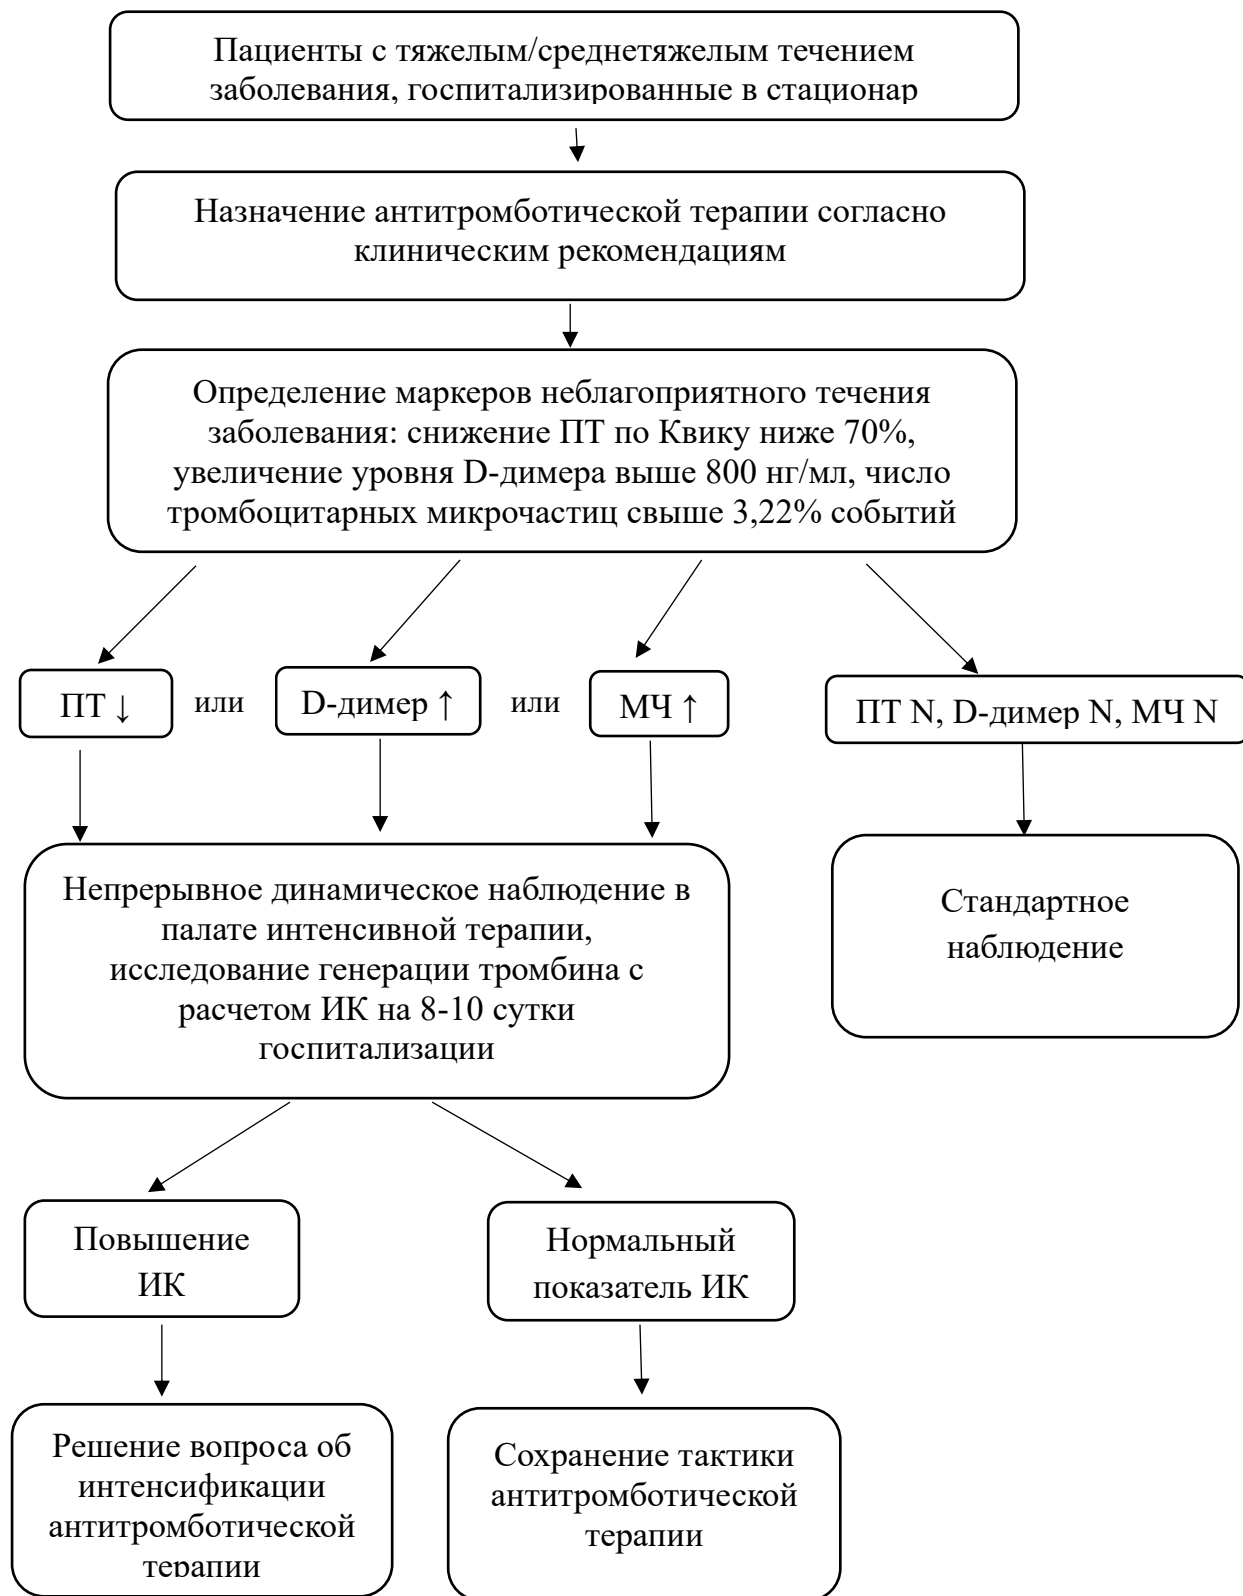 Пациенты с тяжелым/среднетяжелым течением
заболевания, госпитализированные в стационар
Назначение антитромботической терапии согласно
клиническим рекомендациям
Определение маркеров неблагоприятного течения
заболевания: снижение ПТ по Квику ниже 70%,
увеличение уровня D-димера выше 800 нг/мл, число
тромбоцитарных микрочастиц свыше 3,22% событий
ПТ ↓ или D-димер ↑ или МЧ ↑
ПТ N, D-димер N, МЧ N
Непрерывное динамическое наблюдение в
палате интенсивной терапии,
исследование генерации тромбина с
расчетом ИК на 8-10 сутки
госпитализации
Стандартное
наблюдение
Повышение
ИК
Нормальный
показатель ИК
Решение вопроса об
интенсификации
антитромботической
терапии
Сохранение тактики
антитромботической
терапии